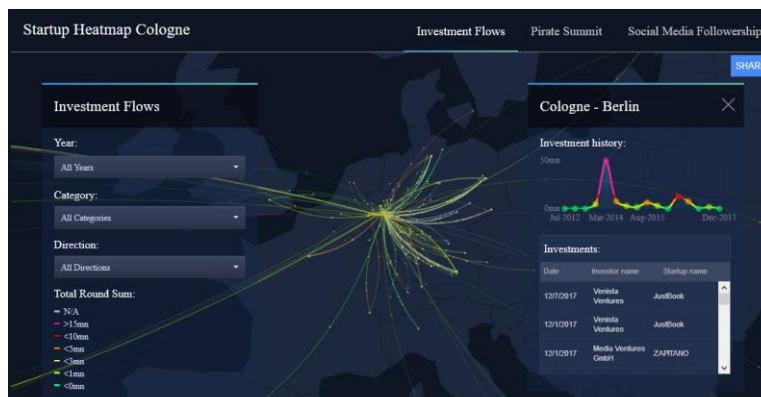 Startup Heatmap Cologne
Investment Flows Pirate Summit Social Media Followership
SHAR
Investment Flows
Year:
All Years
Category:
All Categories
Direction:
All Directions
Total Round Sum:
N/A
>15mn
<10mn
<5mn
<3mn
<1mn
<0mn
Cologne - Berlin
Investment history:
50mn
0mn
Jul-2012 Mar-2014 Aug-2015 Dec-2017
Investments:
Date Investor name Startup name
12/7/2017 Venista Ventures JustBook
12/1/2017 Venista Ventures JustBook
12/1/2017 Media Ventures GmbH ZAPITANO